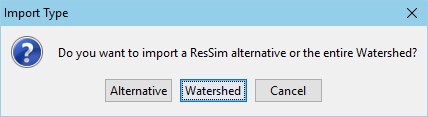 Import Type
Do you want to import a ResSim alternative or the entire Watershed?
Alternative Watershed Cancel